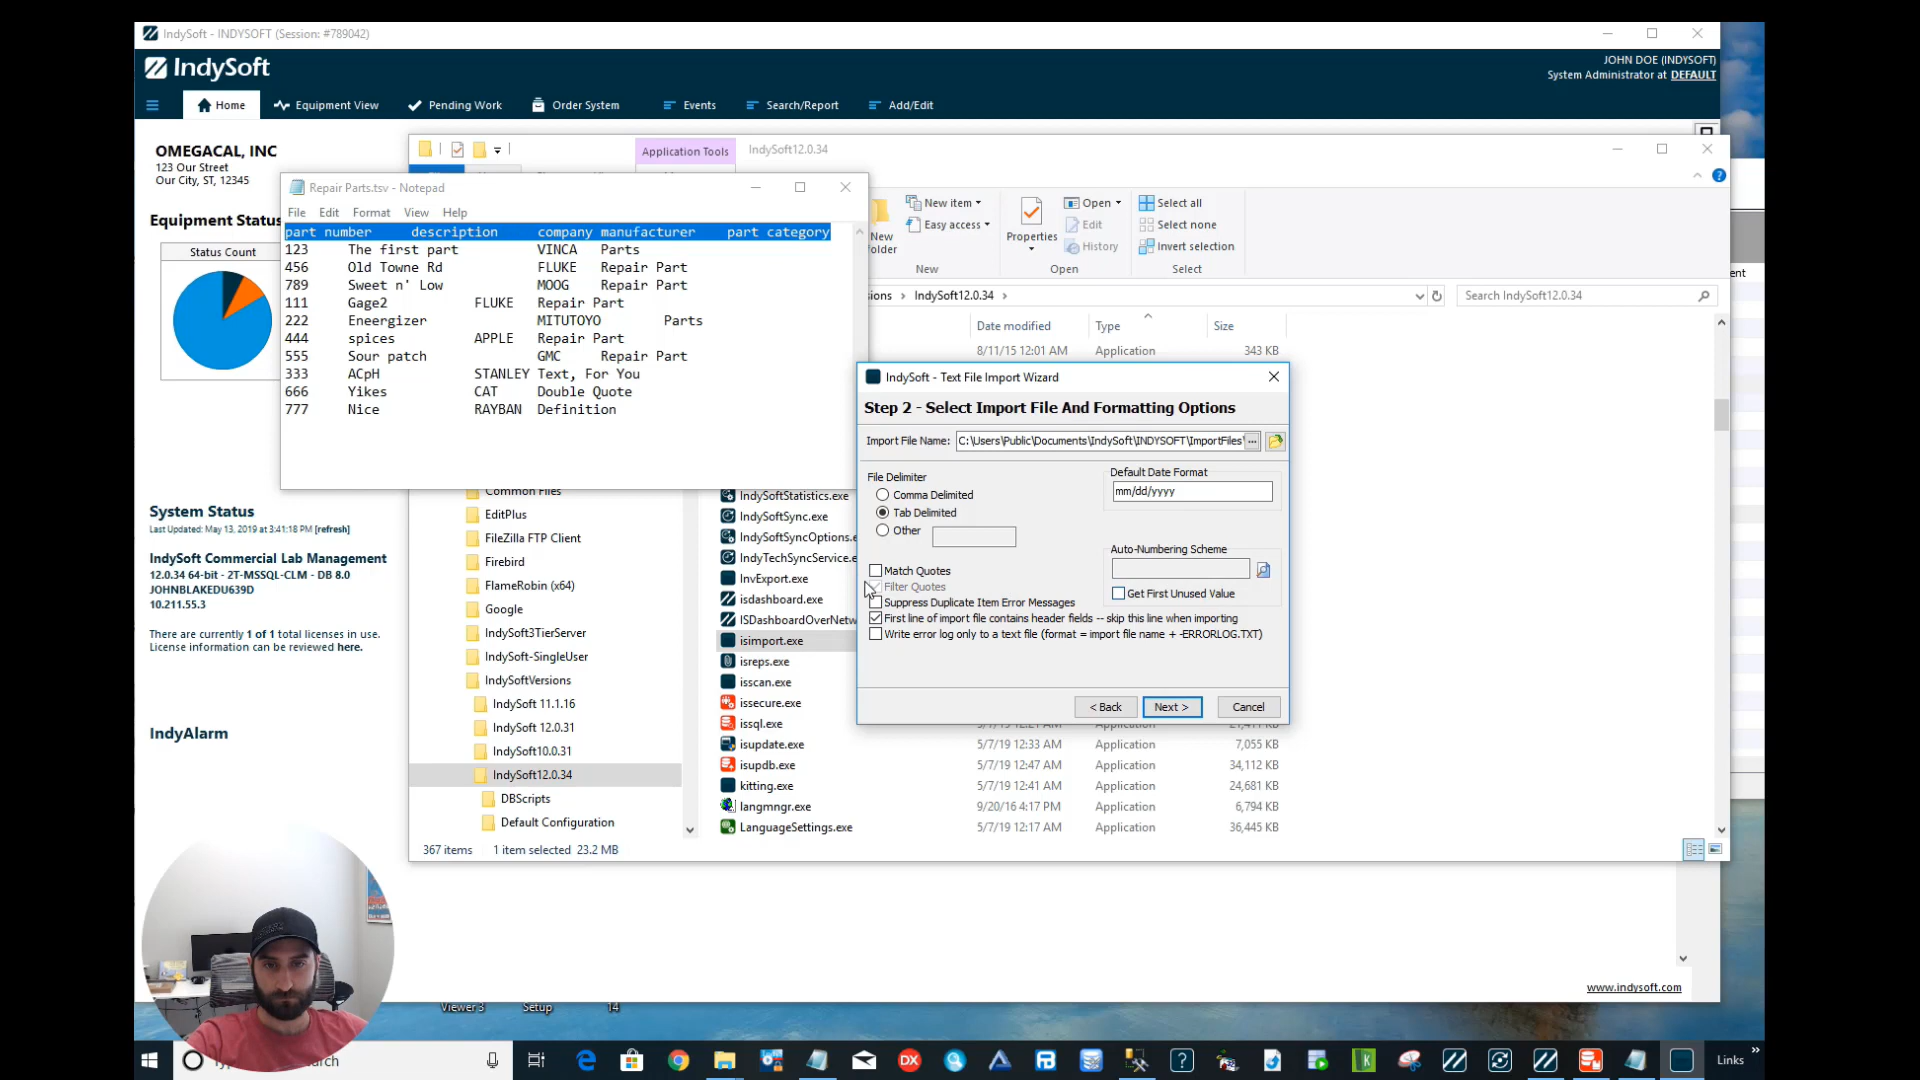 IndySoft - INDYSOFT (Session: #789042)
IndySoft
JOHN DOE (INDYSOFT)
System Administrator at DEFAULT
Home
Equipment View
Pending Work
Order System
Events
Search/Report
Add/Edit
OMEGACAL, INC
123 Our Street
Our City, ST, 12345
Equipment Status
Status Count
System Status
Last Updated: May 13, 2019 at 3:41:18 PM [refresh]
IndySoft Commercial Lab Management
12.0.34 64-bit - 2T-MSSQL-CLM - DB 8.0
JOHNBLAKEDU639D
10.211.55.3
There are currently 1 of 1 total licenses in use.
License information can be reviewed here.
IndyAlarm
Application Tools
IndySoft12.0.34
Repair Parts.tsv - Notepad
File Edit Format View Help
part number description company manufacturer part category
123 The first part VINCA Parts
456 Old Towne Rd FLUKE Repair Part
789 Sweet n' Low MOOG Repair Part
111 Gage2 FLUKE Repair Part
222 Eneergizer MITUTOYO Parts
444 spices APPLE Repair Part
555 Sour patch GMC Repair Part
333 ACpH STANLEY Text, For You
666 Yikes CAT Double Quote
777 Nice RAYBAN Definition
New
folder
New item
Easy access
New
Properties
Open
Edit
History
Open
Select all
Select none
Invert selection
Select
IndySoft12.0.34
Search IndySoft12.0.34
Date modified Type Size
8/11/15 12:01 AM Application 343 KB
IndySoft - Text File Import Wizard
Step 2 - Select Import File And Formatting Options
Import File Name: C:\Users\Public\Documents\IndySoft\INDYSOFT\ImportFiles\ ...
File Delimiter
Comma Delimited
Tab Delimited
Other
Default Date Format
mm/dd/yyyy
Auto-Numbering Scheme
Get First Unused Value
Match Quotes
Filter Quotes
Suppress Duplicate Item Error Messages
First line of import file contains header fields -- skip this line when importing
Write error log only to a text file (format = import file name + -ERRORLOG.TXT)
< Back
Next >
Cancel
Common Files
EditPlus
FileZilla FTP Client
Firebird
FlameRobin (x64)
Google
IndySoft3TierServer
IndySoft-SingleUser
IndySoftVersions
IndySoft 11.1.16
IndySoft 12.0.31
IndySoft10.0.31
IndySoft12.0.34
DBScripts
Default Configuration
IndySoftStatistics.exe
IndySoftSync.exe
IndySoftSyncOptions.e
IndyTechSyncService.e
InvExport.exe
isdashboard.exe
ISDashboardOverNetw
isimport.exe
isreps.exe
isscan.exe
issecure.exe
issql.exe
isupdate.exe 5/7/19 12:33 AM Application 7,055 KB
isupdb.exe 5/7/19 12:47 AM Application 34,112 KB
kitting.exe 5/7/19 12:41 AM Application 24,681 KB
langmngr.exe 9/20/16 4:17 PM Application 6,794 KB
LanguageSettings.exe 5/7/19 12:17 AM Application 36,445 KB
367 items 1 item selected 23.2 MB
www.indysoft.com
Viewer 3
Setup
14
Links